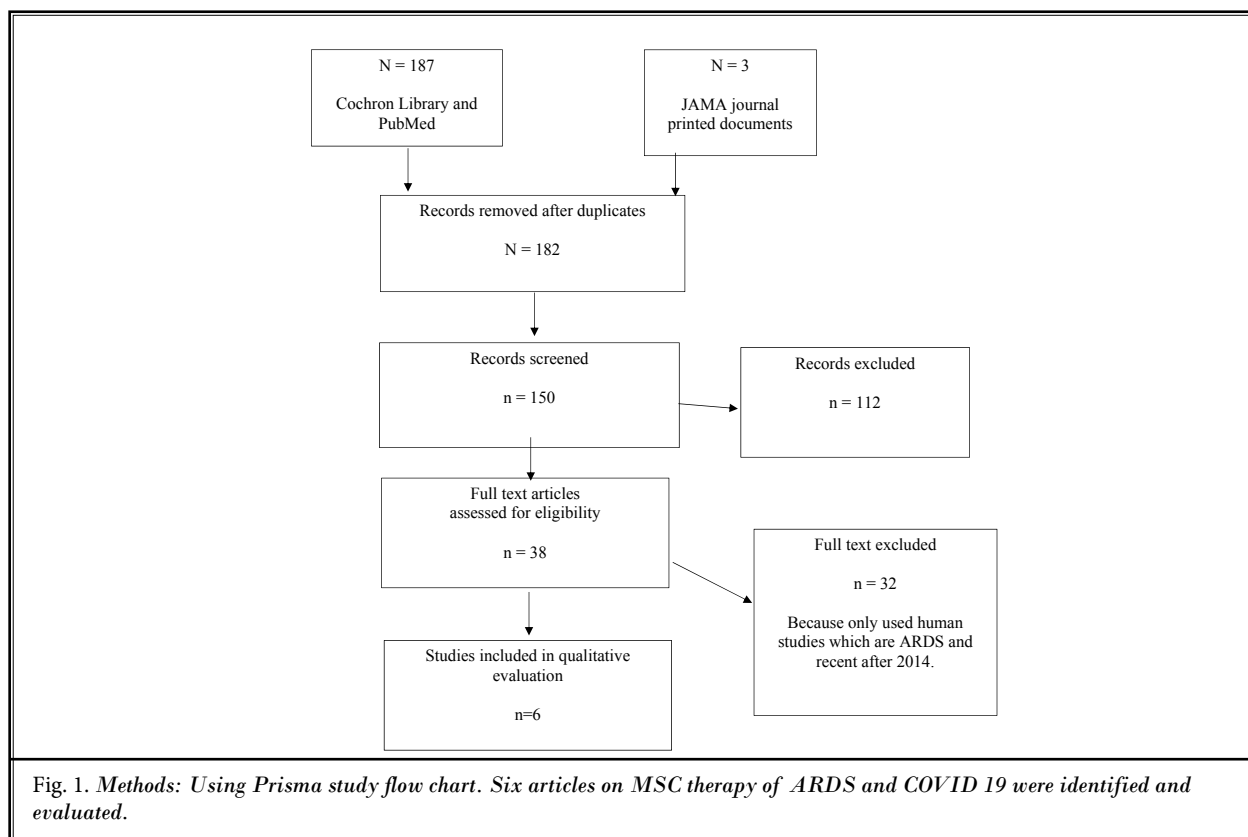 N = 187
Cochron Library and
PubMed
N = 3
JAMA journal
printed documents
Records removed after duplicates
N = 182
Records screened
n = 150
Records excluded
n = 112
Full text articles
assessed for eligibility
n = 38
Full text excluded
n = 32
Because only used human
studies which are ARDS and
recent after 2014.
Studies included in qualitative
evaluation
n=6
Fig. 1. Methods: Using Prisma study flow chart. Six articles on MSC therapy of ARDS and COVID 19 were identified and
evaluated.